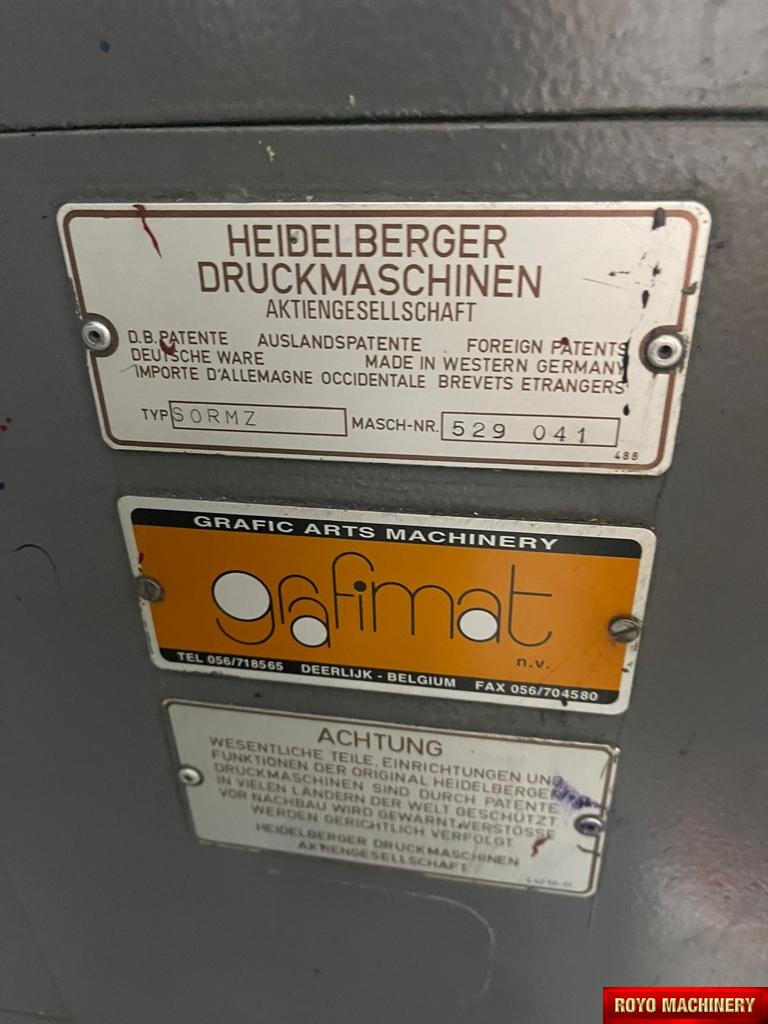 HEIDELBERGER
DRUCKMASCHINEN
AKTIENGESELLSCHAFT
D.B. PATENTE AUSLANDSPATENTE FOREIGN PATENTS
DEUTSCHE WARE MADE IN WESTERN GERMANY
IMPORTE D'ALLEMAGNE OCCIDENTALE BREVETS ETRANGERS
TYP SORMZ MASCH-NR. 529 041
488
GRAFIC ARTS MACHINERY
grafimat
n.v.
TEL 056/718565 DEERLIJK - BELGIUM FAX 056/704580
ACHTUNG
WESENTLICHE TEILE, EINRICHTUNGEN UND
FUNKTIONEN DER ORIGINAL HEIDELBERGER
DRUCKMASCHINEN SIND DURCH PATENTE
IN VIELEN LÄNDERN DER WELT GESCHÜTZT.
VOR NACHBAU WIRD GEWARNT, VERSTÖSSE
WERDEN GERICHTLICH VERFOLGT.
HEIDELBERGER DRUCKMASCHINEN
AKTIENGESELLSCHAFT
ROYO MACHINERY